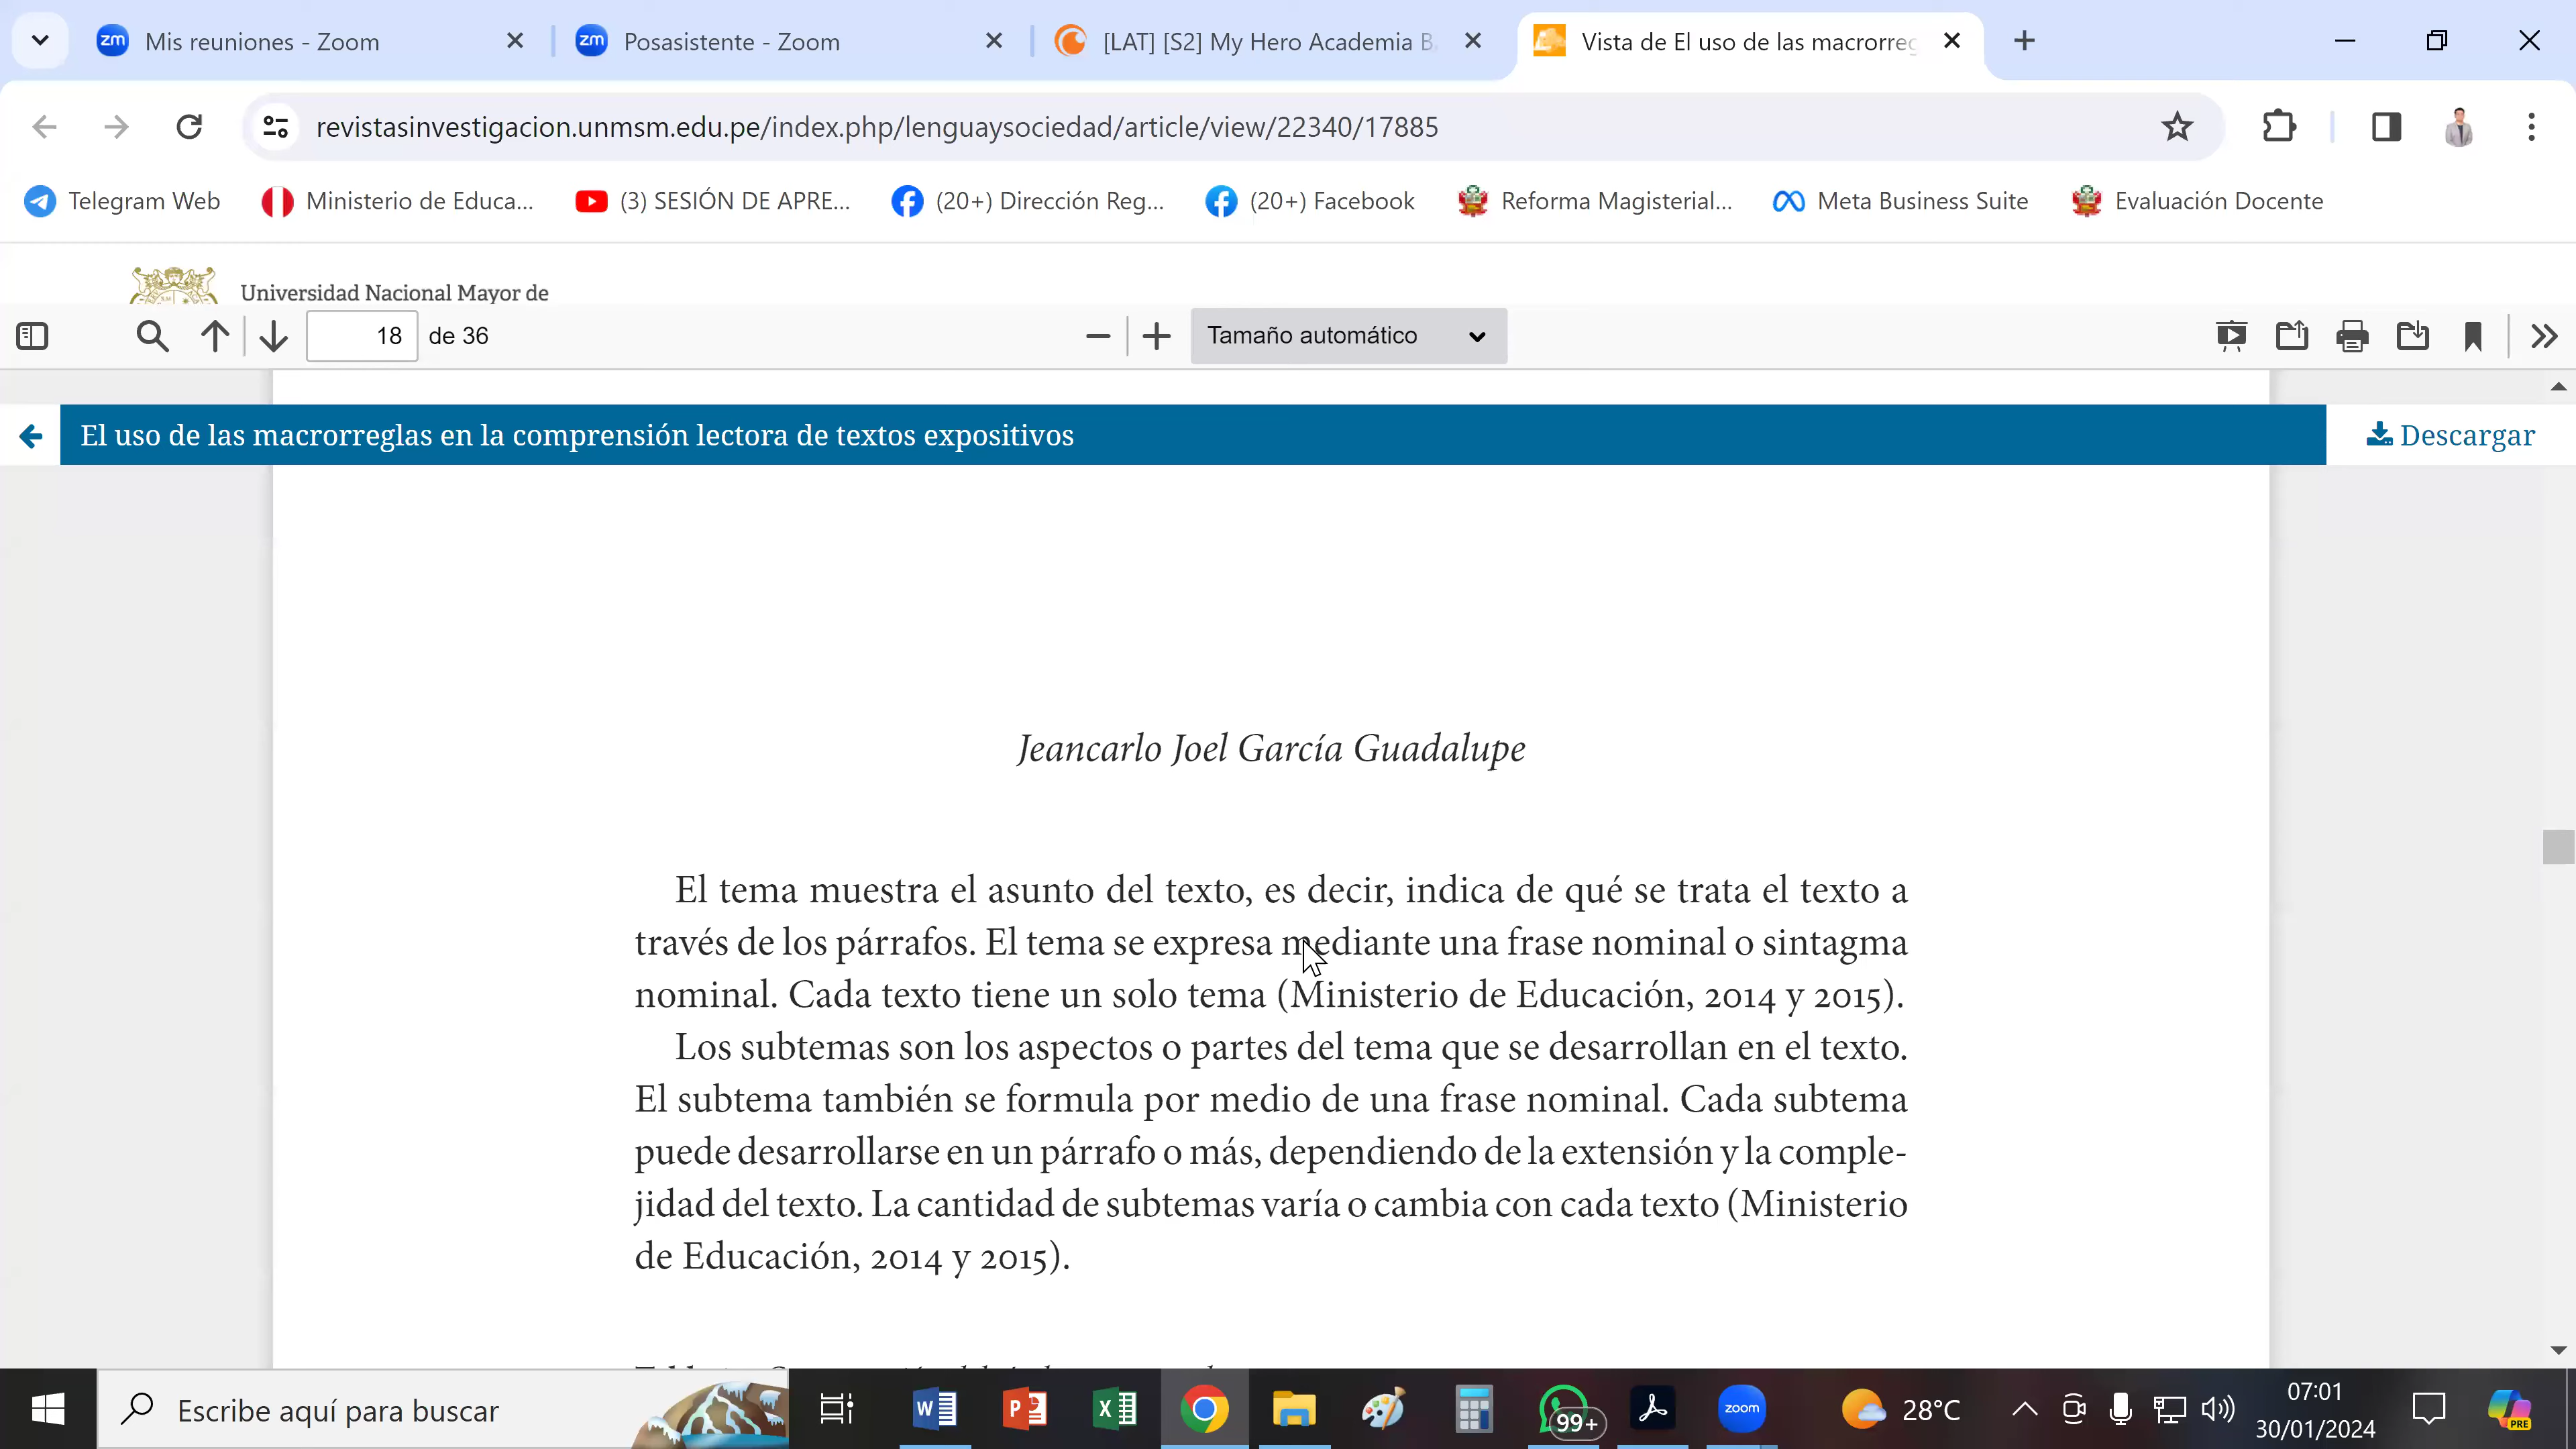 Mis reuniones - Zoom
Posasistente - Zoom
[LAT] [S2] My Hero Academia B
Vista de El uso de las macrorreg
revistasinvestigacion.unmsm.edu.pe/index.php/lenguaysociedad/article/view/22340/17885
Telegram Web
Ministerio de Educa...
(3) SESIÓN DE APRE...
(20+) Dirección Reg...
(20+) Facebook
Reforma Magisterial...
Meta Business Suite
Evaluación Docente
Universidad Nacional Mayor de
18 de 36
Tamaño automático
El uso de las macrorreglas en la comprensión lectora de textos expositivos
Descargar
Jeancarlo Joel García Guadalupe
El tema muestra el asunto del texto, es decir, indica de qué se trata el texto a
través de los párrafos. El tema se expresa mediante una frase nominal o sintagma
nominal. Cada texto tiene un solo tema (Ministerio de Educación, 2014 y 2015).
Los subtemas son los aspectos o partes del tema que se desarrollan en el texto.
El subtema también se formula por medio de una frase nominal. Cada subtema
puede desarrollarse en un párrafo o más, dependiendo de la extensión y la comple-
jidad del texto. La cantidad de subtemas varía o cambia con cada texto (Ministerio
de Educación, 2014 y 2015).
Escribe aquí para buscar
99+
zoom
28°C
07:01
30/01/2024
PRE